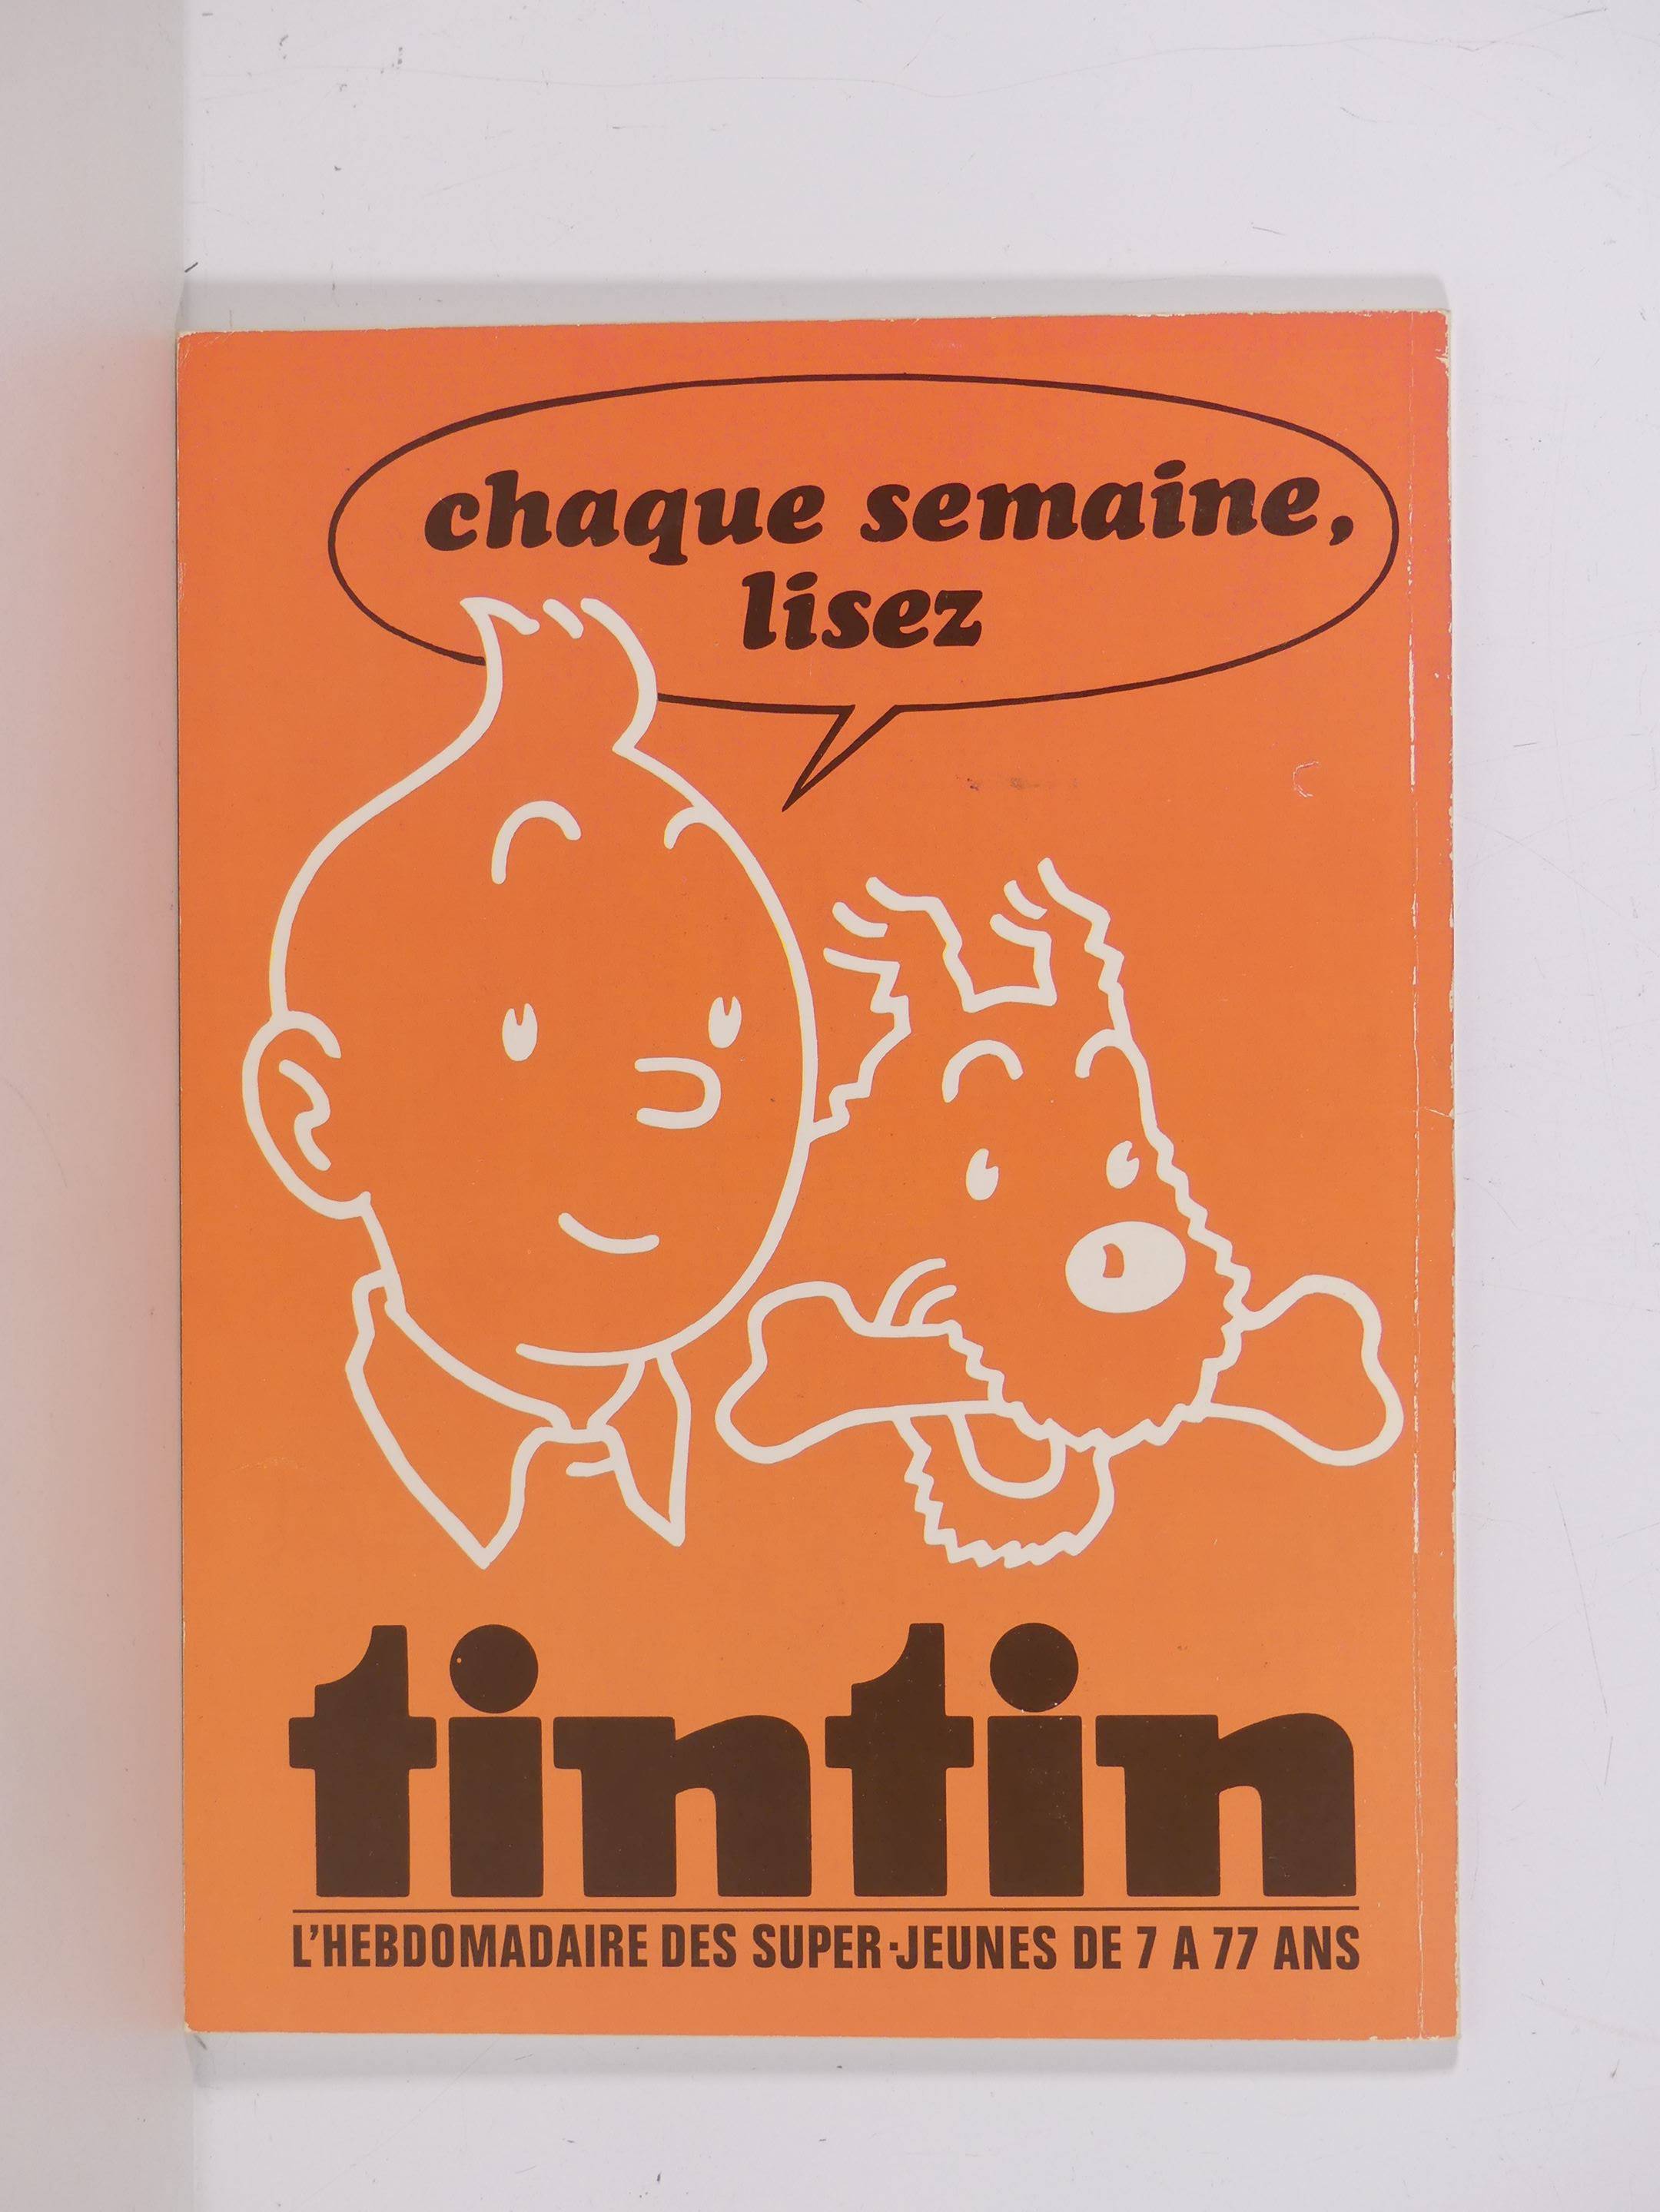 chaque semaine,
lisez
tintin
L'HEBDOMADAIRE DES SUPER-JEUNES DE 7 A 77 ANS